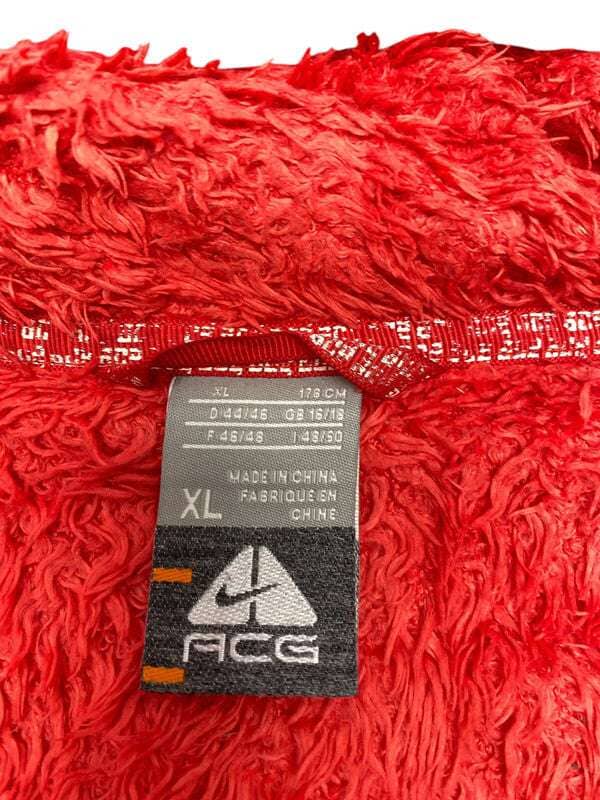 XL 178 CM
D 44/46 GB 16/18
F 46/48 I 48/50
MADE IN CHINA
XL FABRIQUE EN
CHINE
ACG